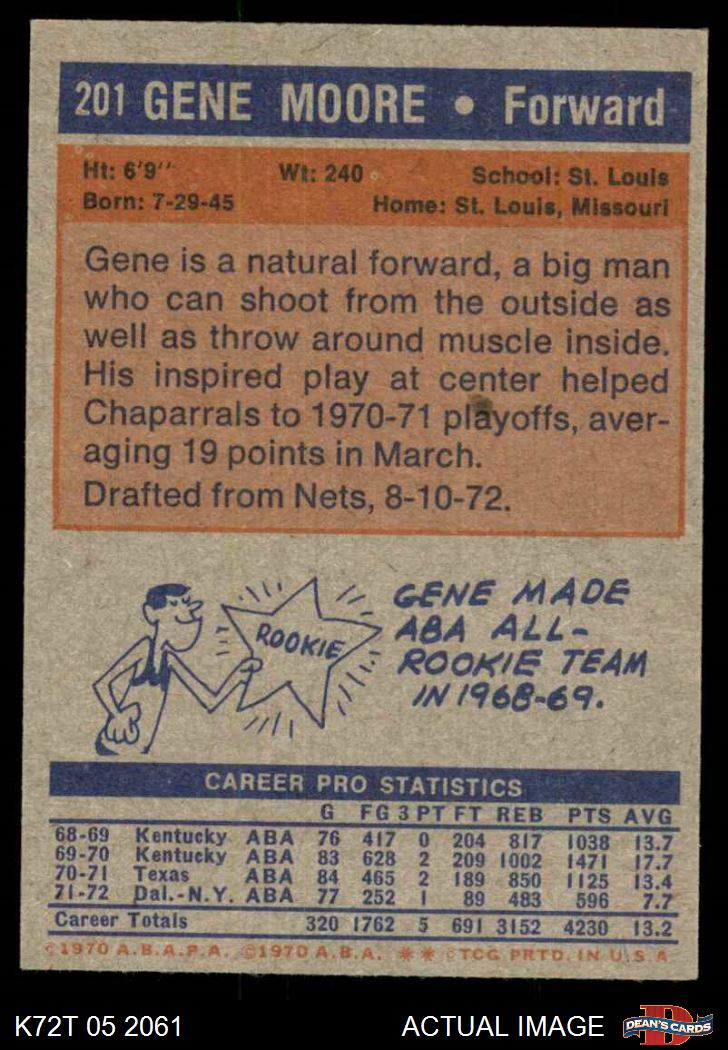 201 GENE MOORE • Forward
Ht: 6'9'' Wt: 240 School: St. Louis
Born: 7-29-45 Home: St. Louis, Missouri
Gene is a natural forward, a big man
who can shoot from the outside as
well as throw around muscle inside.
His inspired play at center helped
Chaparrals to 1970-71 playoffs, aver-
aging 19 points in March.
Drafted from Nets, 8-10-72.
ROOKIE
GENE MADE
ABA ALL-
ROOKIE TEAM
IN 1968-69.
CAREER PRO STATISTICS
G FG 3 PT FT REB PTS AVG
68-69 Kentucky ABA 76 417 0 204 817 1038 13.7
69-70 Kentucky ABA 83 628 2 209 1002 1471 17.7
70-71 Texas ABA 84 465 2 189 850 1125 13.4
71-72 Dal.-N.Y. ABA 77 252 1 89 483 596 7.7
Career Totals 320 1762 5 691 3152 4230 13.2
©1970 A.B.A.P.A. ©1970 A.B.A. ** ©TCG PRTD. IN U.S.A
K72T 05 2061 ACTUAL IMAGE D DEAN'S CARDS